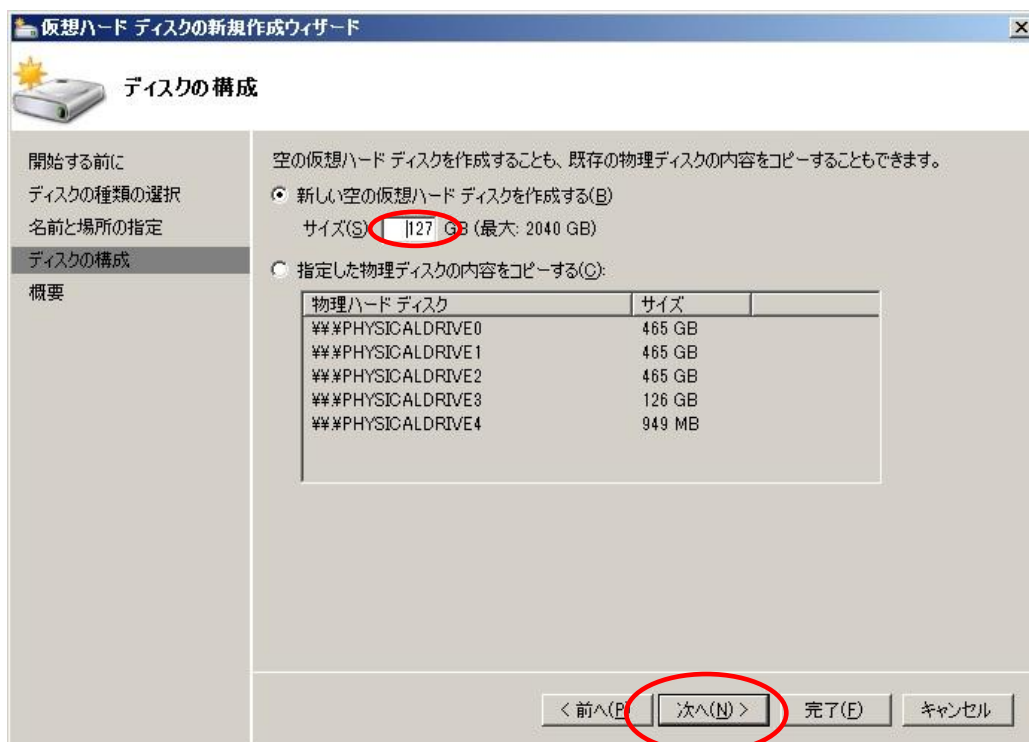 仮想ハード ディスクの新規作成ウィザード
ディスクの構成
開始する前に
ディスクの種類の選択
名前と場所の指定
ディスクの構成
概要
空の仮想ハード ディスクを作成することも、既存の物理ディスクの内容をコピーすることもできます。
新しい空の仮想ハード ディスクを作成する(B)
サイズ(S): 127 GB (最大: 2040 GB)
指定した物理ディスクの内容をコピーする(C):
物理ハード ディスク サイズ
¥¥.¥PHYSICALDRIVE0 465 GB
¥¥.¥PHYSICALDRIVE1 465 GB
¥¥.¥PHYSICALDRIVE2 465 GB
¥¥.¥PHYSICALDRIVE3 126 GB
¥¥.¥PHYSICALDRIVE4 949 MB
< 前へ(P) 次へ(N) > 完了(F) キャンセル